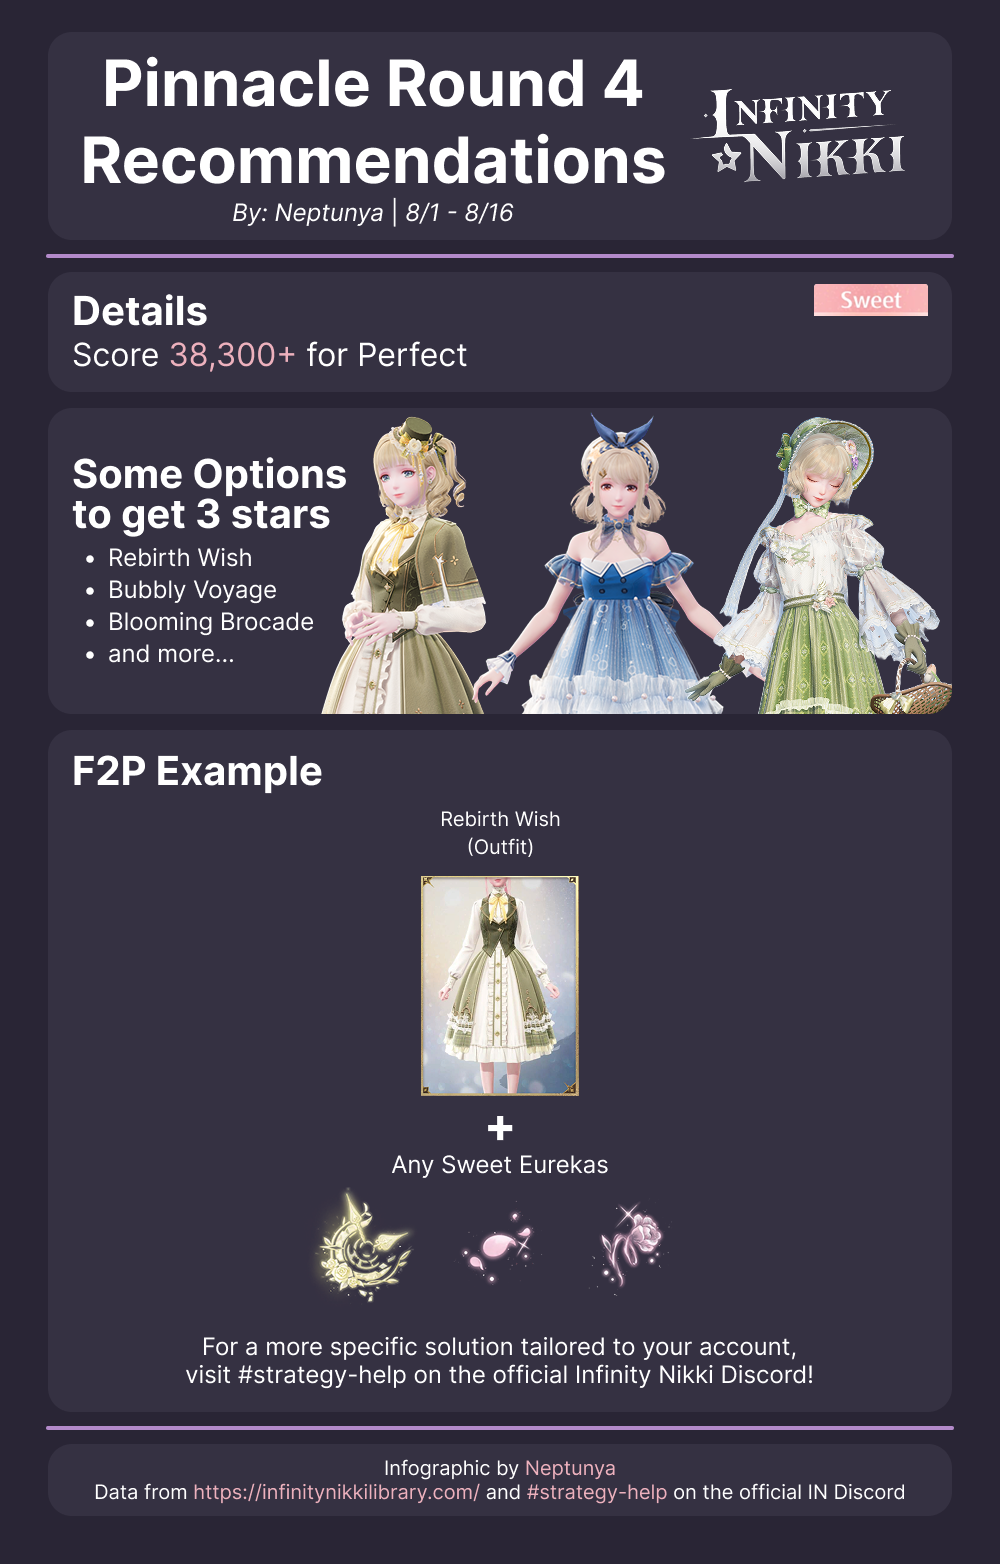 Pinnacle Round 4
Recommendations
By: Neptunya | 8/1 - 8/16
INFINITY
NIKKI
Details
Sweet
Score 38,300+ for Perfect
Some Options
to get 3 stars
• Rebirth Wish
• Bubbly Voyage
• Blooming Brocade
• and more...
F2P Example
Rebirth Wish
(Outfit)
+
Any Sweet Eurekas
For a more specific solution tailored to your account,
visit #strategy-help on the official Infinity Nikki Discord!
Infographic by Neptunya
Data from https://infinitynikkilibrary.com/ and #strategy-help on the official IN Discord